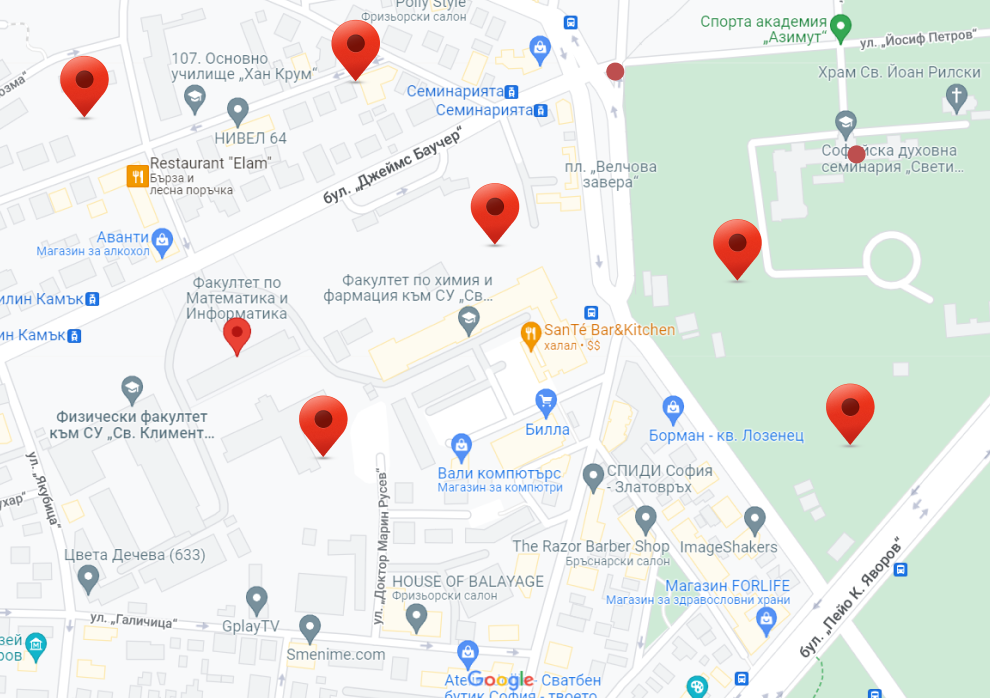 Polly Style
Фризьорски салон
Спорта академия
„Азимут“
ул. „Йосиф Петров“
107. Основно
училище „Хан Крум“
Храм Св. Йоан Рилски
Семинарията
Семинарията
НИВЕЛ 64
Restaurant "Elam"
Бърза и
лесна поръчка
бул. „Джеймс Баучер“
пл. „Велчова
завера“
Софийска духовна
семинария „Свети...
Аванти
Магазин за алкохол
Факултет по
Математика и
Информатика
Факултет по химия и
фармация към СУ „Св...
илин Камък
ин Камък
SanTé Bar&Kitchen
халал • $$
Физически факултет
към СУ „Св. Климент...
Билла
Борман - кв. Лозенец
Вали компютърс
Магазин за компютри
СПИДИ София
- Златовръх
ул. „Якубица“
ул. „Доктор Марин Русев“
Цвета Дечева (633)
The Razor Barber Shop
Бръснарски салон
ImageShakers
HOUSE OF BALAYAGE
Фризьорски салон
Магазин FORLIFE
Магазин за здравословни храни
бул. „Пейо К. Яворов“
ул. „Галичица“
GplayTV
Smenime.com
зей
ров
Ate
Google
- Сватбен
бутик София - твоето